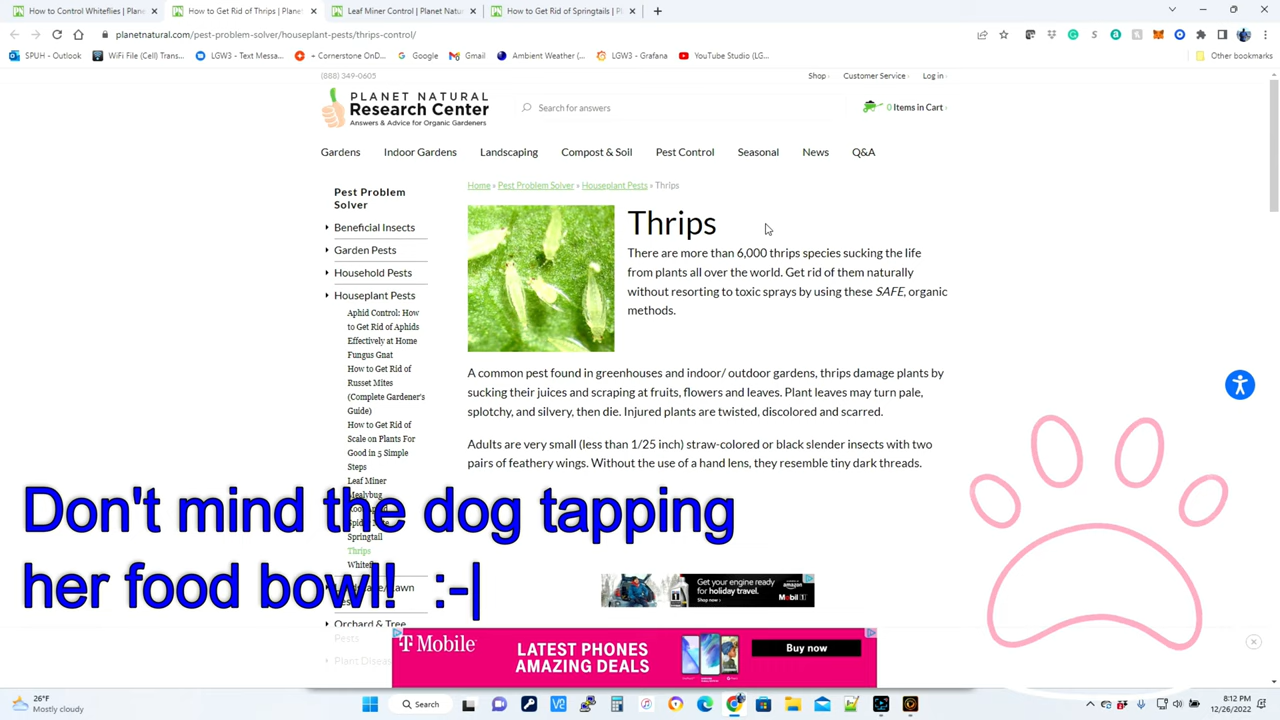 How to Control Whiteflies | Plane
How to Get Rid of Thrips | Plane
Leaf Miner Control | Planet Natur
How to Get Rid of Springtails | Pl
planetnatural.com/pest-problem-solver/houseplant-pests/thrips-control/
SPUH - Outlook
WiFi File (Cell) Trans...
LGW3 - Text Messa...
+ Cornerstone OnD...
Google
Gmail
Ambient Weather (...
LGW3 - Grafana
YouTube Studio (LG...
Other bookmarks
(888) 349-0605
Shop
Customer Service
Log in
PLANET NATURAL
Research Center
Answers & Advice for Organic Gardeners
Search for answers
0 Items in Cart
Gardens
Indoor Gardens
Landscaping
Compost & Soil
Pest Control
Seasonal
News
Q&A
Home » Pest Problem Solver » Houseplant Pests » Thrips
Pest Problem
Solver
Beneficial Insects
Garden Pests
Household Pests
Houseplant Pests
Aphid Control: How
to Get Rid of Aphids
Effectively at Home
Fungus Gnat
How to Get Rid of
Russet Mites
(Complete Gardener's
Guide)
How to Get Rid of
Scale on Plants For
Good in 5 Simple
Steps
Leaf Miner
Mealybug
Springtail
Thrips
Orchard & Tree
Pests
Thrips
There are more than 6,000 thrips species sucking the life
from plants all over the world. Get rid of them naturally
without resorting to toxic sprays by using these SAFE, organic
methods.
A common pest found in greenhouses and indoor/ outdoor gardens, thrips damage plants by
sucking their juices and scraping at fruits, flowers and leaves. Plant leaves may turn pale,
splotchy, and silvery, then die. Injured plants are twisted, discolored and scarred.
Adults are very small (less than 1/25 inch) straw-colored or black slender insects with two
pairs of feathery wings. Without the use of a hand lens, they resemble tiny dark threads.
Don't mind the dog tapping
her food bowl! :-|
Get your engine ready
for holiday travel.
Shop now ›
amazon
Mobil 1
T Mobile
LATEST PHONES
AMAZING DEALS
Buy now
26°F
Mostly cloudy
Search
8:12 PM
12/26/2022